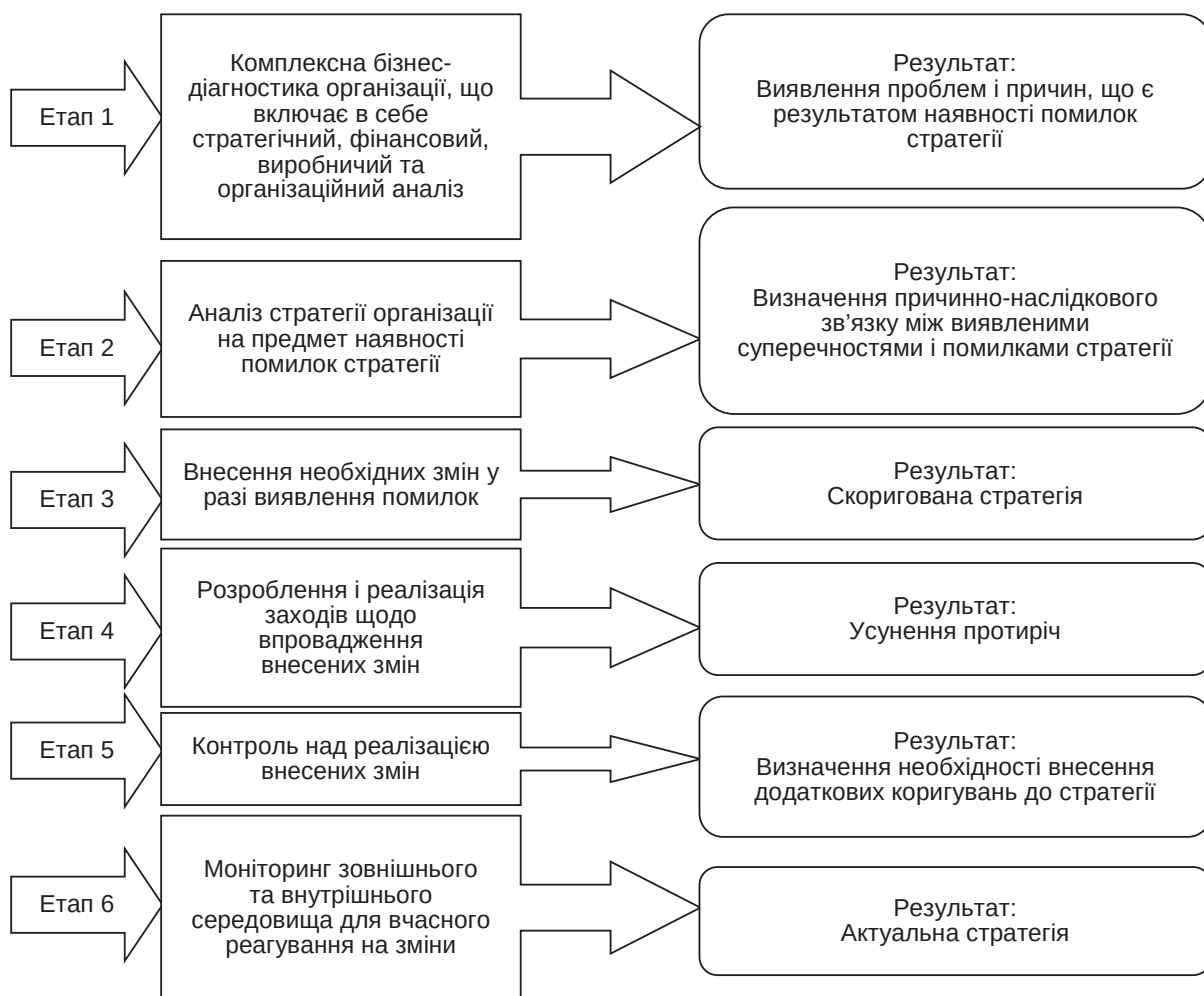 Етап 1
Комплексна бізнес-
діагностика організації, що
включає в себе
стратегічний, фінансовий,
виробничий та
організаційний аналіз
Результат:
Виявлення проблем і причин, що є
результатом наявності помилок
стратегії
Етап 2
Аналіз стратегії організації
на предмет наявності
помилок стратегії
Результат:
Визначення причинно-наслідкового
зв’язку між виявленими
суперечностями і помилками стратегії
Етап 3
Внесення необхідних змін у
разі виявлення помилок
Результат:
Скоригована стратегія
Етап 4
Розроблення і реалізація
заходів щодо
впровадження
внесених змін
Результат:
Усунення протиріч
Етап 5
Контроль над реалізацією
внесених змін
Результат:
Визначення необхідності внесення
додаткових коригувань до стратегії
Етап 6
Моніторинг зовнішнього
та внутрішнього
середовища для вчасного
реагування на зміни
Результат:
Актуальна стратегія